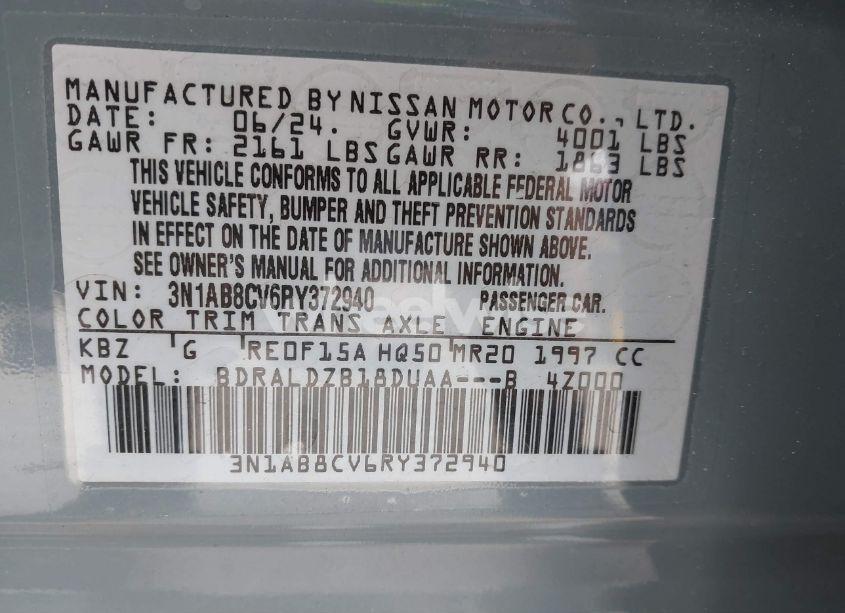 MANUFACTURED BY NISSAN MOTOR CO., LTD.
DATE: 06/24. GVWR: 4001 LBS
GAWR FR: 2161 LBS GAWR RR: 1863 LBS
THIS VEHICLE CONFORMS TO ALL APPLICABLE FEDERAL MOTOR
VEHICLE SAFETY, BUMPER AND THEFT PREVENTION STANDARDS
IN EFFECT ON THE DATE OF MANUFACTURE SHOWN ABOVE.
SEE OWNER'S MANUAL FOR ADDITIONAL INFORMATION.
VIN: 3N1AB8CV6RY372940 PASSENGER CAR.
COLOR TRIM TRANS AXLE ENGINE
KBZ G RE0F15A HQ50 MR20 1997 CC
MODEL: BDRALDZB18DUAA---B 4Z000
3N1AB8CV6RY372940